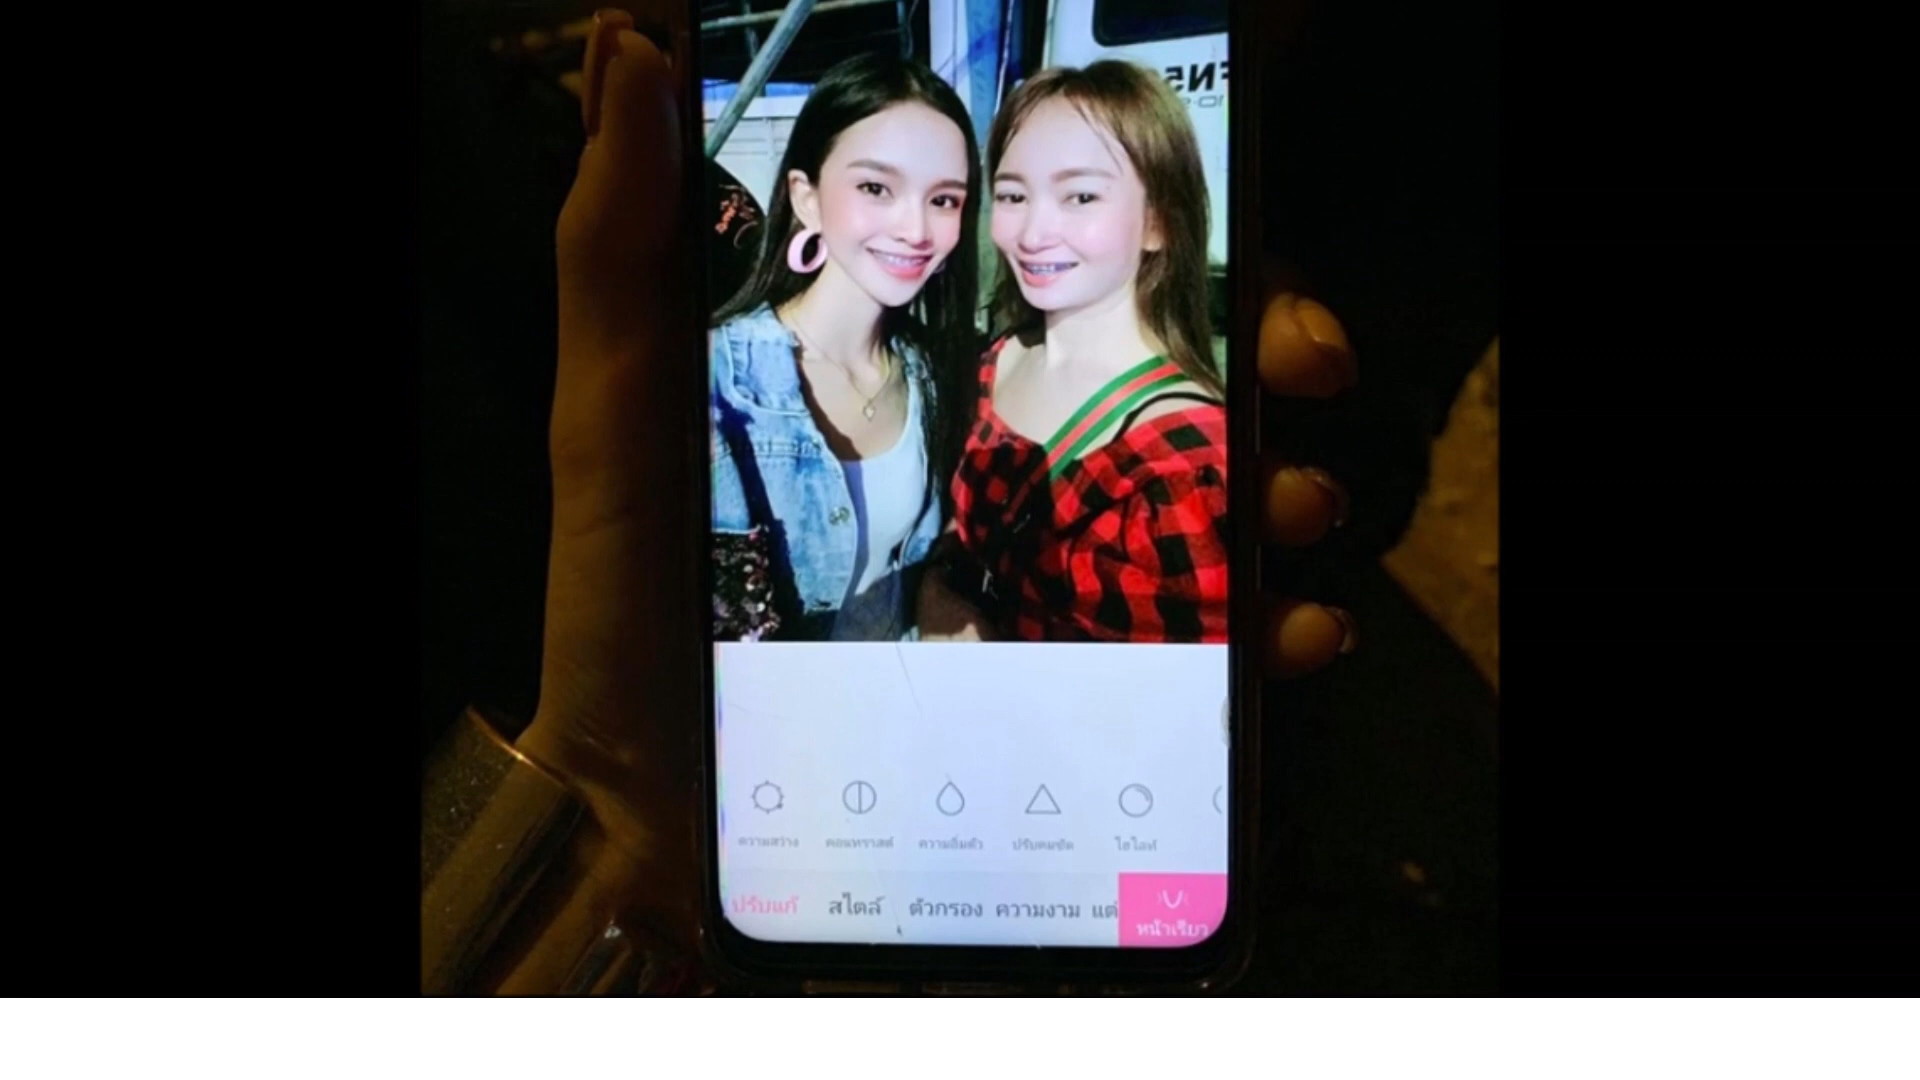 FN5
ความสว่าง คอนทราสต์ ความอิ่มตัว ปรับคมชัด ไฮไลท์
ปรับแก้ สไตล์ ตัวกรอง ความงาม แต่
หน้าเรียว